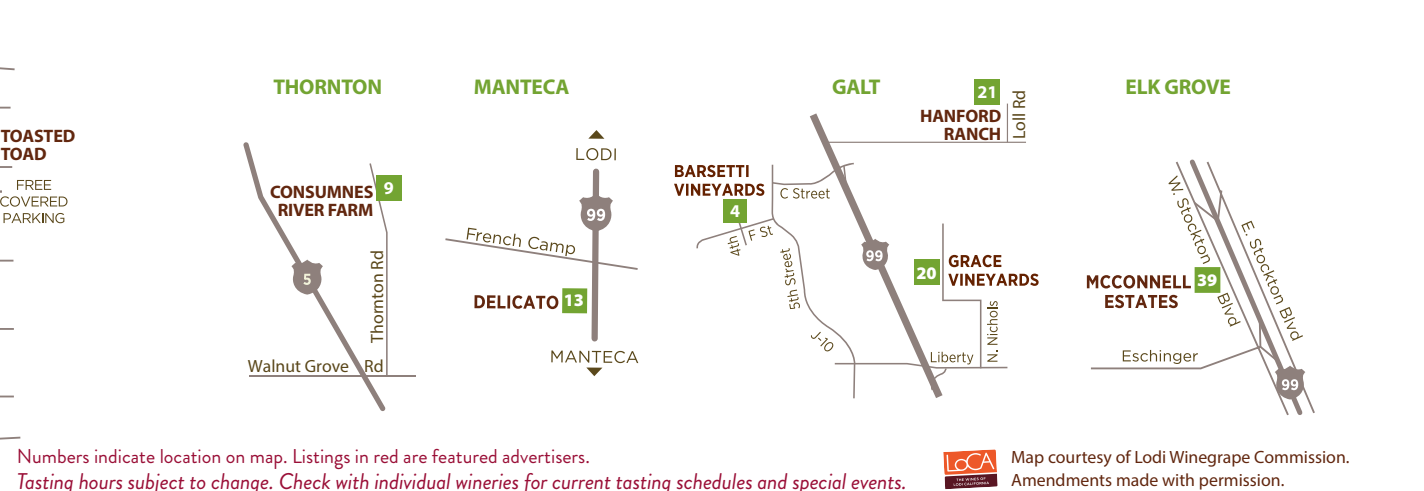 TOASTED
TOAD
FREE
COVERED
PARKING
THORNTON
CONSUMNES
RIVER FARM
9
5
Thornton Rd
Walnut Grove Rd
MANTECA
LODI
99
French Camp
DELICATO 13
MANTECA
GALT
21
HANFORD
RANCH
Loll Rd
BARSETTI
VINEYARDS
4
C Street
4th
F St
5th Street
99
20
GRACE
VINEYARDS
J-10
Liberty
N. Nichols
ELK GROVE
W. Stockton Blvd
E. Stockton Blvd
MCCONNELL
ESTATES
39
Eschinger
99
Numbers indicate location on map. Listings in red are featured advertisers.
Tasting hours subject to change. Check with individual wineries for current tasting schedules and special events.
LoCA
THE WINES OF
LODI CALIFORNIA
Map courtesy of Lodi Winegrape Commission.
Amendments made with permission.